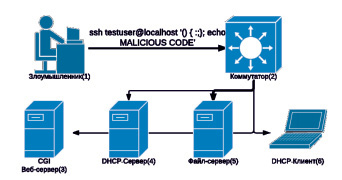 ssh testuser@localhost '() { ::}; echo
MALICIOUS CODE'
Злоумышленник(1)
Коммутатор(2)
CGI
Веб-сервер(3)
DHCP-Сервер(4)
Файл-сервер(5)
DHCP-Клиент(6)